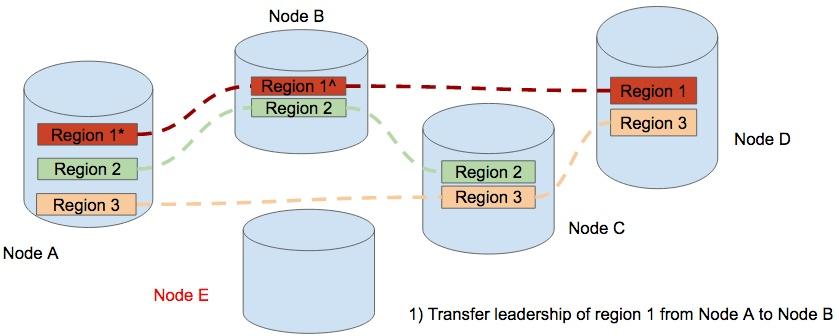 Node B
Region 1^
Region 2
Region 1*
Region 2
Region 3
Node A
Region 1
Region 3
Node D
Region 2
Region 3
Node C
Node E
1) Transfer leadership of region 1 from Node A to Node B